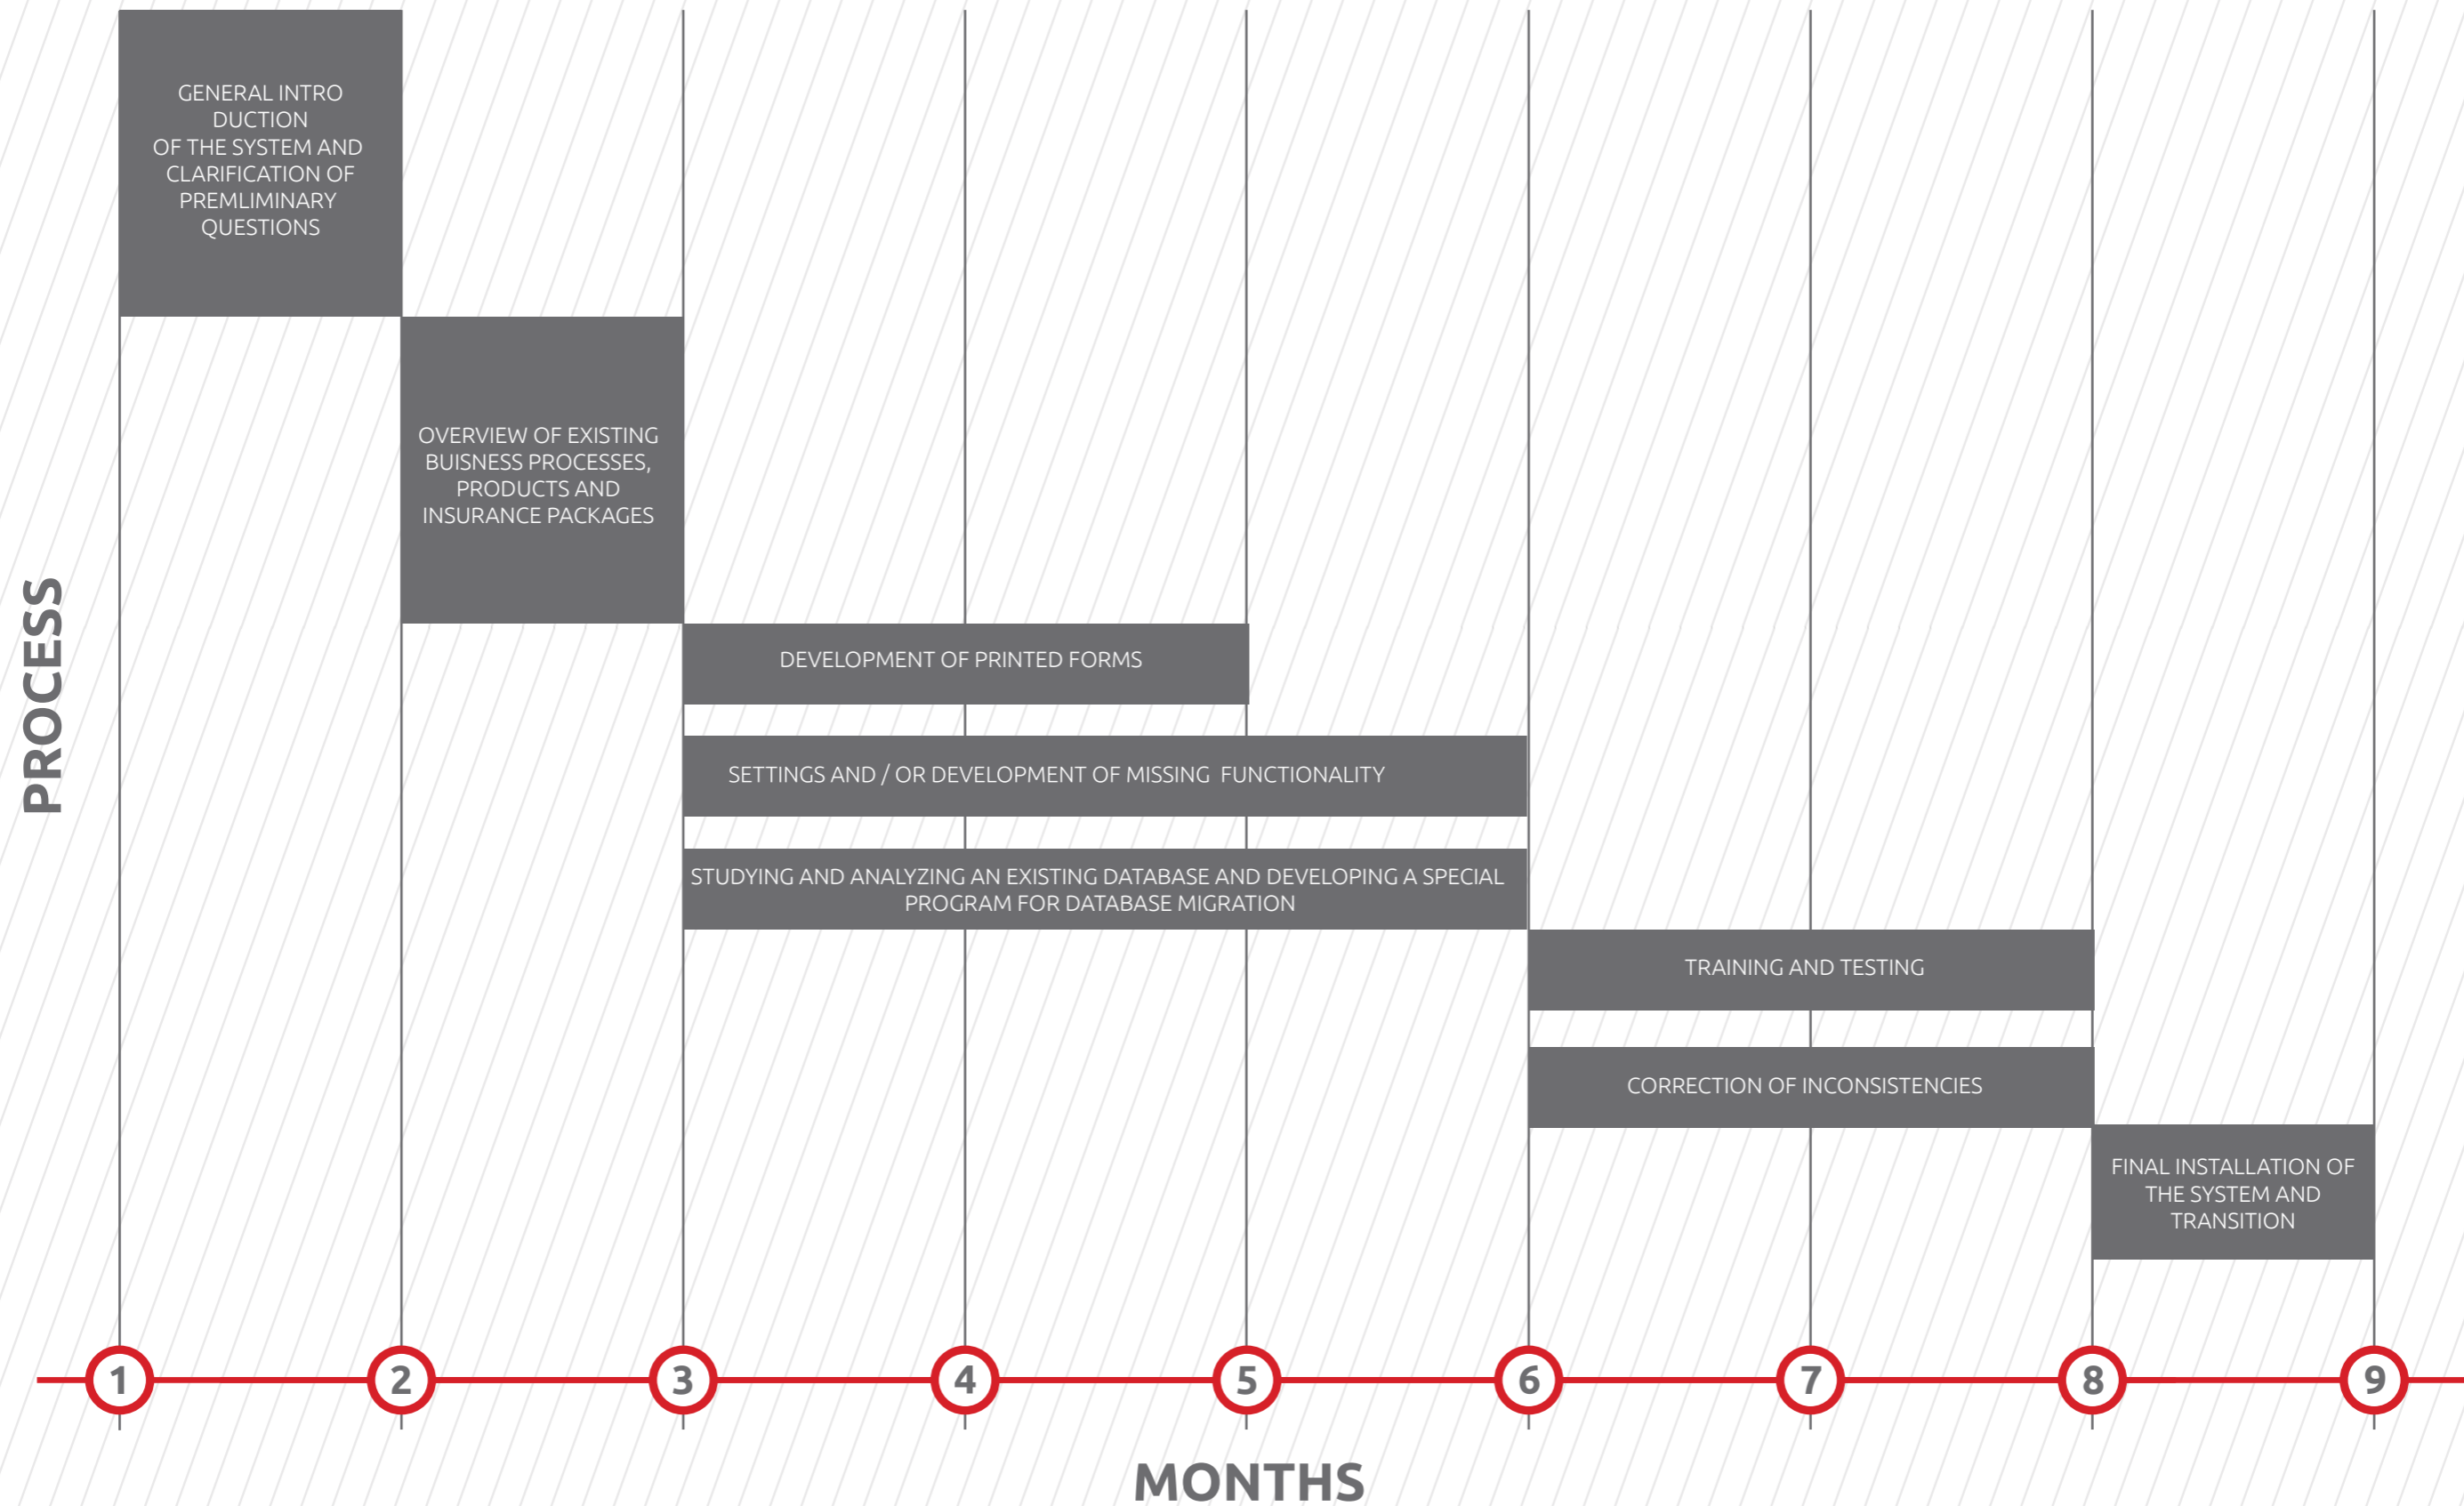 GENERAL INTRO
DUCTION
OF THE SYSTEM AND
CLARIFICATION OF
PREMLIMINARY
QUESTIONS
OVERVIEW OF EXISTING
BUISNESS PROCESSES,
PRODUCTS AND
INSURANCE PACKAGES
PROCESS
DEVELOPMENT OF PRINTED FORMS
SETTINGS AND / OR DEVELOPMENT OF MISSING FUNCTIONALITY
STUDYING AND ANALYZING AN EXISTING DATABASE AND DEVELOPING A SPECIAL
PROGRAM FOR DATABASE MIGRATION
TRAINING AND TESTING
CORRECTION OF INCONSISTENCIES
FINAL INSTALLATION OF
THE SYSTEM AND
TRANSITION
1 2 3 4 5 6 7 8 9
MONTHS